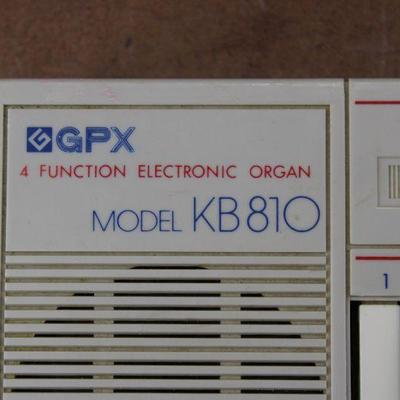 GPX
4 FUNCTION ELECTRONIC ORGAN
MODEL KB810
1